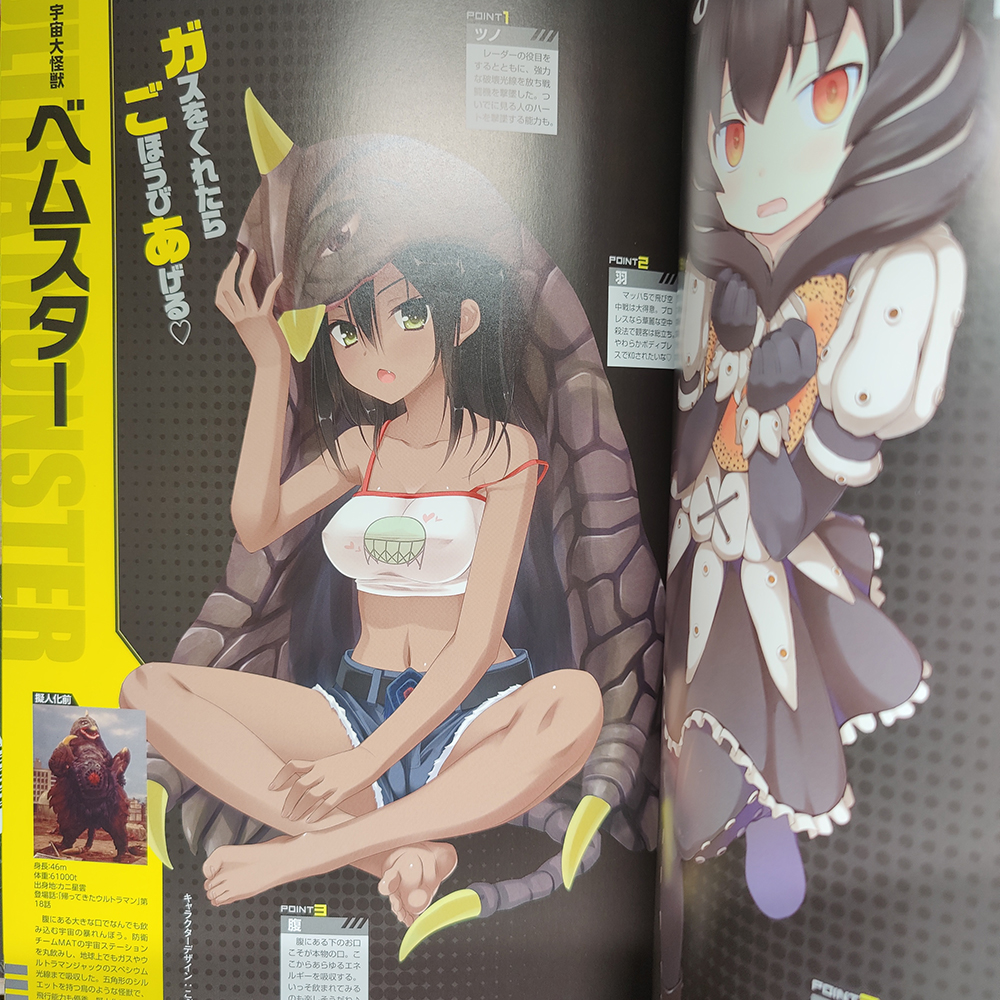 宇宙大怪獣
ベムスター
ULTRAMONSTER
ガスをくれたら
ごほうびあげる♡
POINT1
ツノ
レーダーの役目を
するとともに、強力
な破壊光線を放ち戦
闘機を撃墜した。つ
いでに見る人のハー
トを撃墜する能力も。
POINT2
羽
マッハ5で飛び空
中戦は大得意。プロ
レスなら華麗な空中
殺法で観客は総立ち。
やわらかボディプレ
スでKOされたいな♡
擬人化前
身長:46m
体重:61000t
出身地:カニ星雲
登場話:「帰ってきたウルトラマン」第
18話
腹にある大きな口でなんでも飲
み込む宇宙の暴れんぼう。防衛
チームMATの宇宙ステーション
を丸飲みし、地球上でもガスやウ
ルトラジャックのスペシウム
光線まで吸収した。五角形のシル
エットを持つ鳥のような怪獣で、
キャラクターデザイン:こ
POINT3
腹
腹にある下のお口
こそが本物の口。こ
こからあらゆるエネ
ルギーを吸収する。
いっそ飲まれてみる
POINT